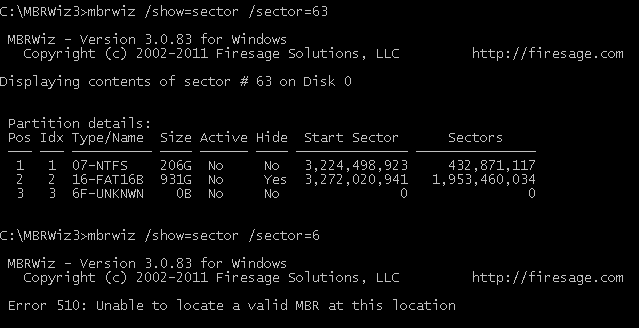 C:\MBRWiz3>mbrwiz /show=sector /sector=63
MBRWiz - Version 3.0.83 for Windows
Copyright (c) 2002-2011 Firesage Solutions, LLC http://firesage.com
Displaying contents of sector # 63 on Disk 0
Partition details:
Pos Idx Type/Name Size Active Hide Start Sector Sectors
1 1 07-NTFS 206G No No 3,224,498,923 432,871,117
2 2 16-FAT16B 931G No Yes 3,272,020,941 1,953,460,034
3 3 6F-UNKNWN 0B No No 0 0
C:\MBRWiz3>mbrwiz /show=sector /sector=6
MBRWiz - Version 3.0.83 for Windows
Copyright (c) 2002-2011 Firesage Solutions, LLC http://firesage.com
Error 510: Unable to locate a valid MBR at this location